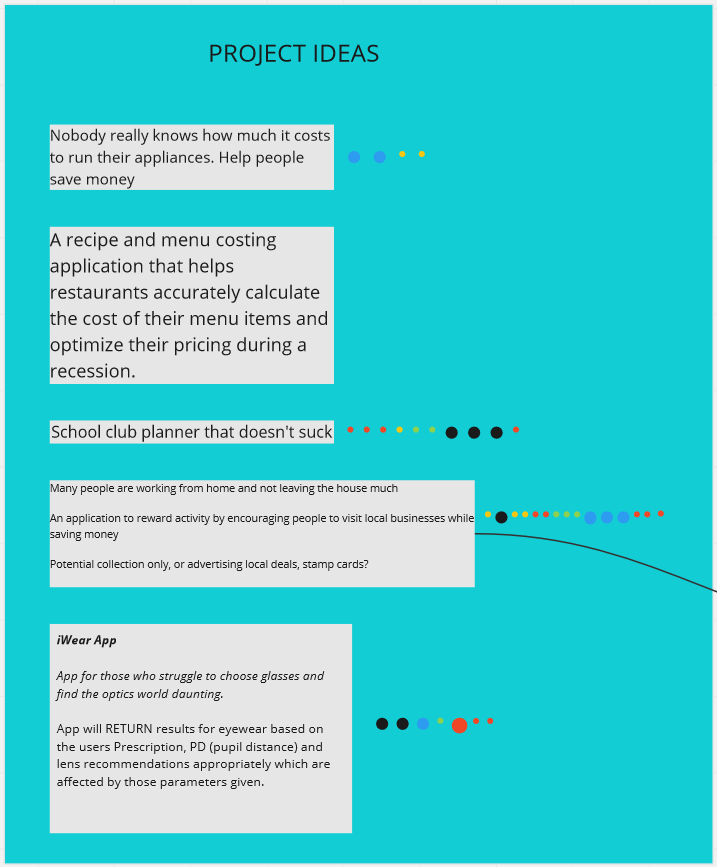 PROJECT IDEAS
Nobody really knows how much it costs
to run their appliances. Help people
save money
A recipe and menu costing
application that helps
restaurants accurately calculate
the cost of their menu items and
optimize their pricing during a
recession.
School club planner that doesn't suck
Many people are working from home and not leaving the house much
An application to reward activity by encouraging people to visit local businesses while
saving money
Potential collection only, or advertising local deals, stamp cards?
iWear App
App for those who struggle to choose glasses and
find the optics world daunting.
App will RETURN results for eyewear based on
the users Prescription, PD (pupil distance) and
lens recommendations appropriately which are
affected by those parameters given.